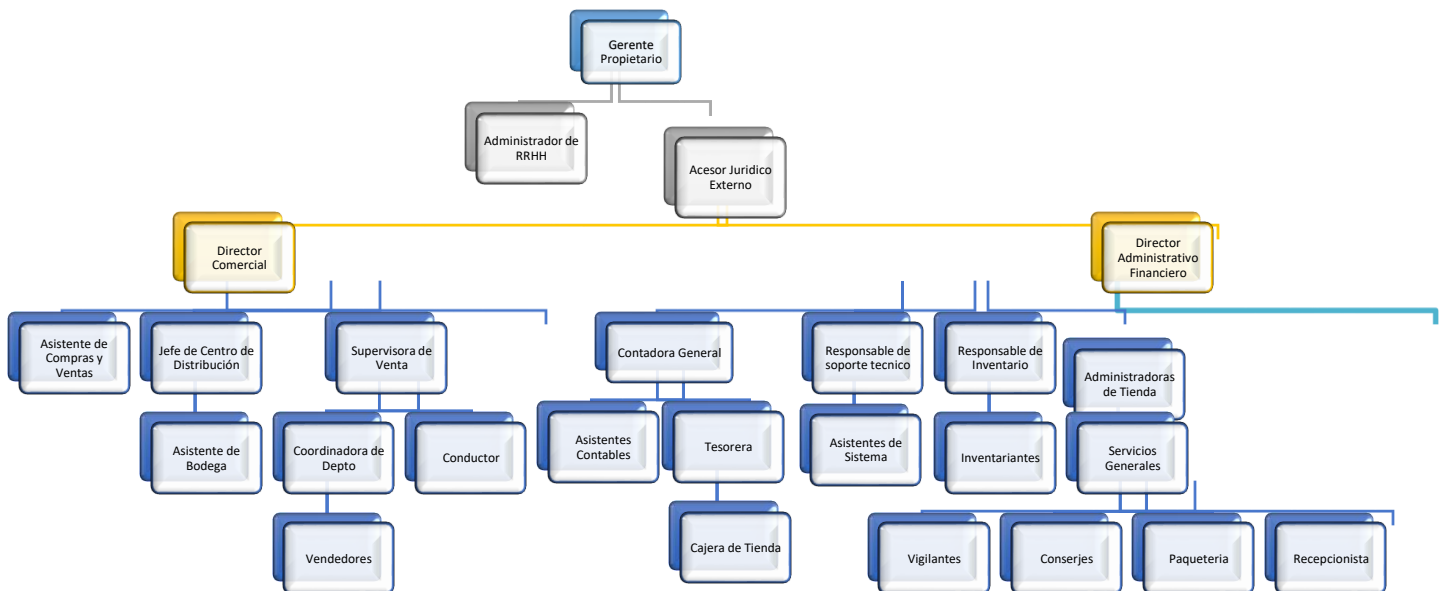 Gerente
Propietario
Administrador de
RRHH
Acesor Juridico
Externo
Director
Comercial
Director
Administrativo
Financiero
Asistente de
Compras y
Ventas
Jefe de Centro de
Distribución
Supervisora de
Venta
Contadora General
Responsable de
soporte tecnico
Responsable de
Inventario
Administradoras
de Tienda
Asistente de
Bodega
Coordinadora de
Depto
Conductor
Asistentes
Contables
Tesorera
Asistentes de
Sistema
Inventariantes
Servicios
Generales
Vendedores
Cajera de Tienda
Vigilantes
Conserjes
Paqueteria
Recepcionista